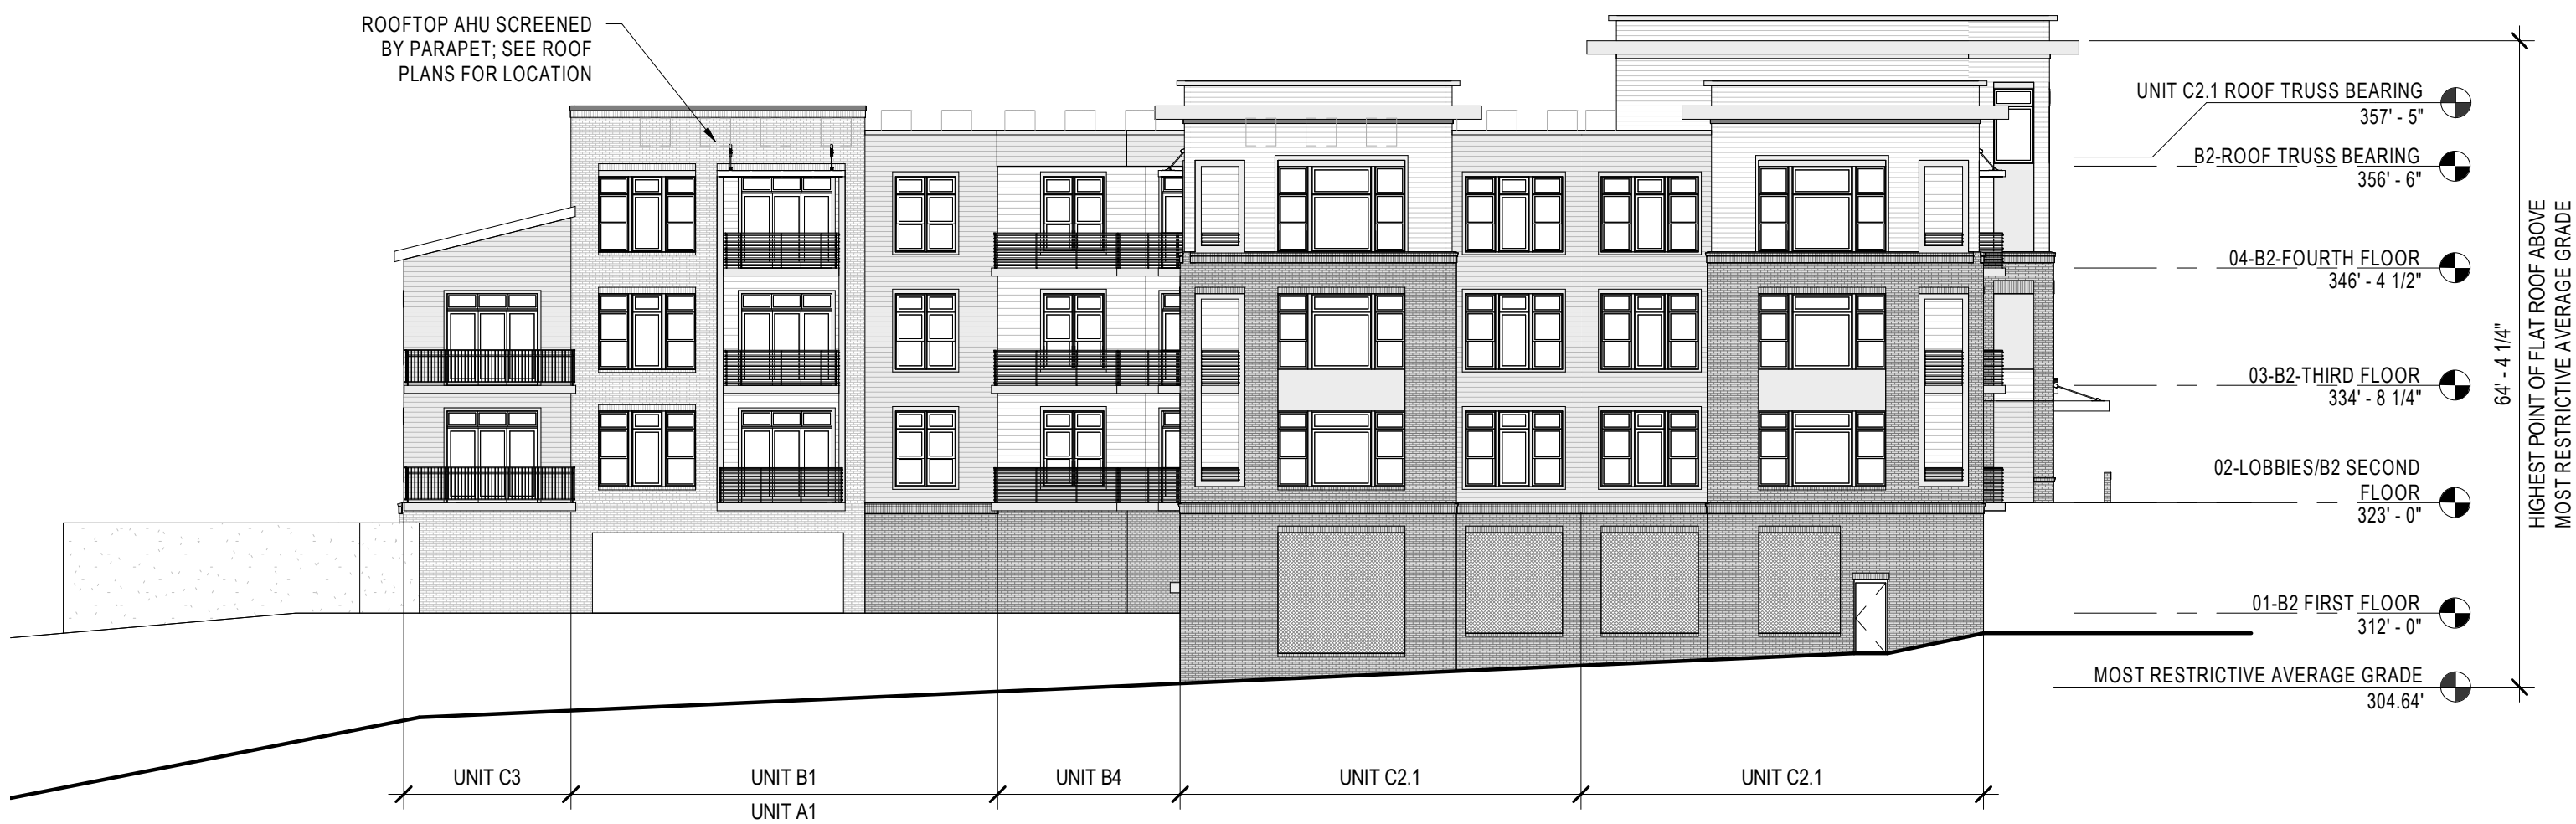 ROOFTOP AHU SCREENED
BY PARAPET; SEE ROOF
PLANS FOR LOCATION
UNIT C2.1 ROOF TRUSS BEARING
357' - 5"
B2-ROOF TRUSS BEARING
356' - 6"
04-B2-FOURTH FLOOR
346' - 4 1/2"
03-B2-THIRD FLOOR
334' - 8 1/4"
02-LOBBIES/B2 SECOND
FLOOR
323' - 0"
01-B2 FIRST FLOOR
312' - 0"
MOST RESTRICTIVE AVERAGE GRADE
304.64'
64' - 4 1/4"
HIGHEST POINT OF FLAT ROOF ABOVE
MOST RESTRICTIVE AVERAGE GRADE
UNIT C3
UNIT B1
UNIT A1
UNIT B4
UNIT C2.1
UNIT C2.1